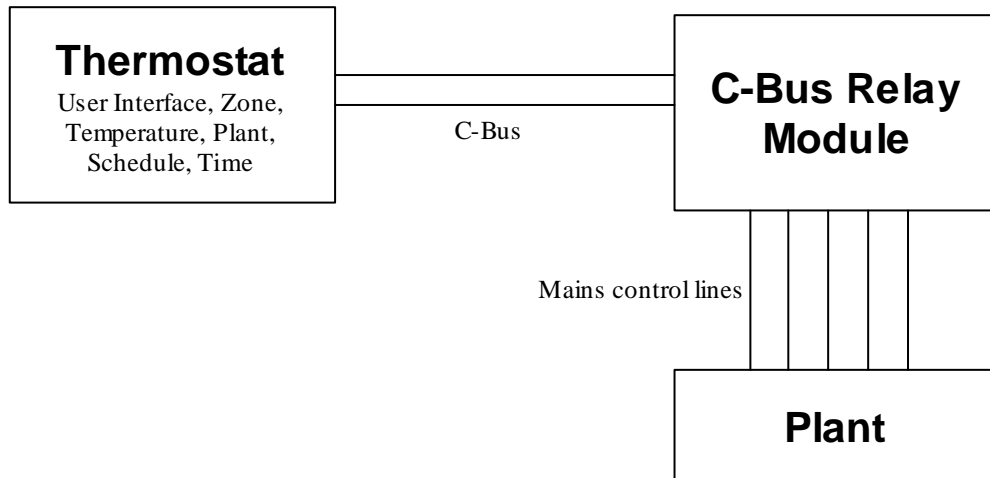 Thermostat
User Interface, Zone,
Temperature, Plant,
Schedule, Time
C-Bus
C-Bus Relay
Module
Mains control lines
Plant